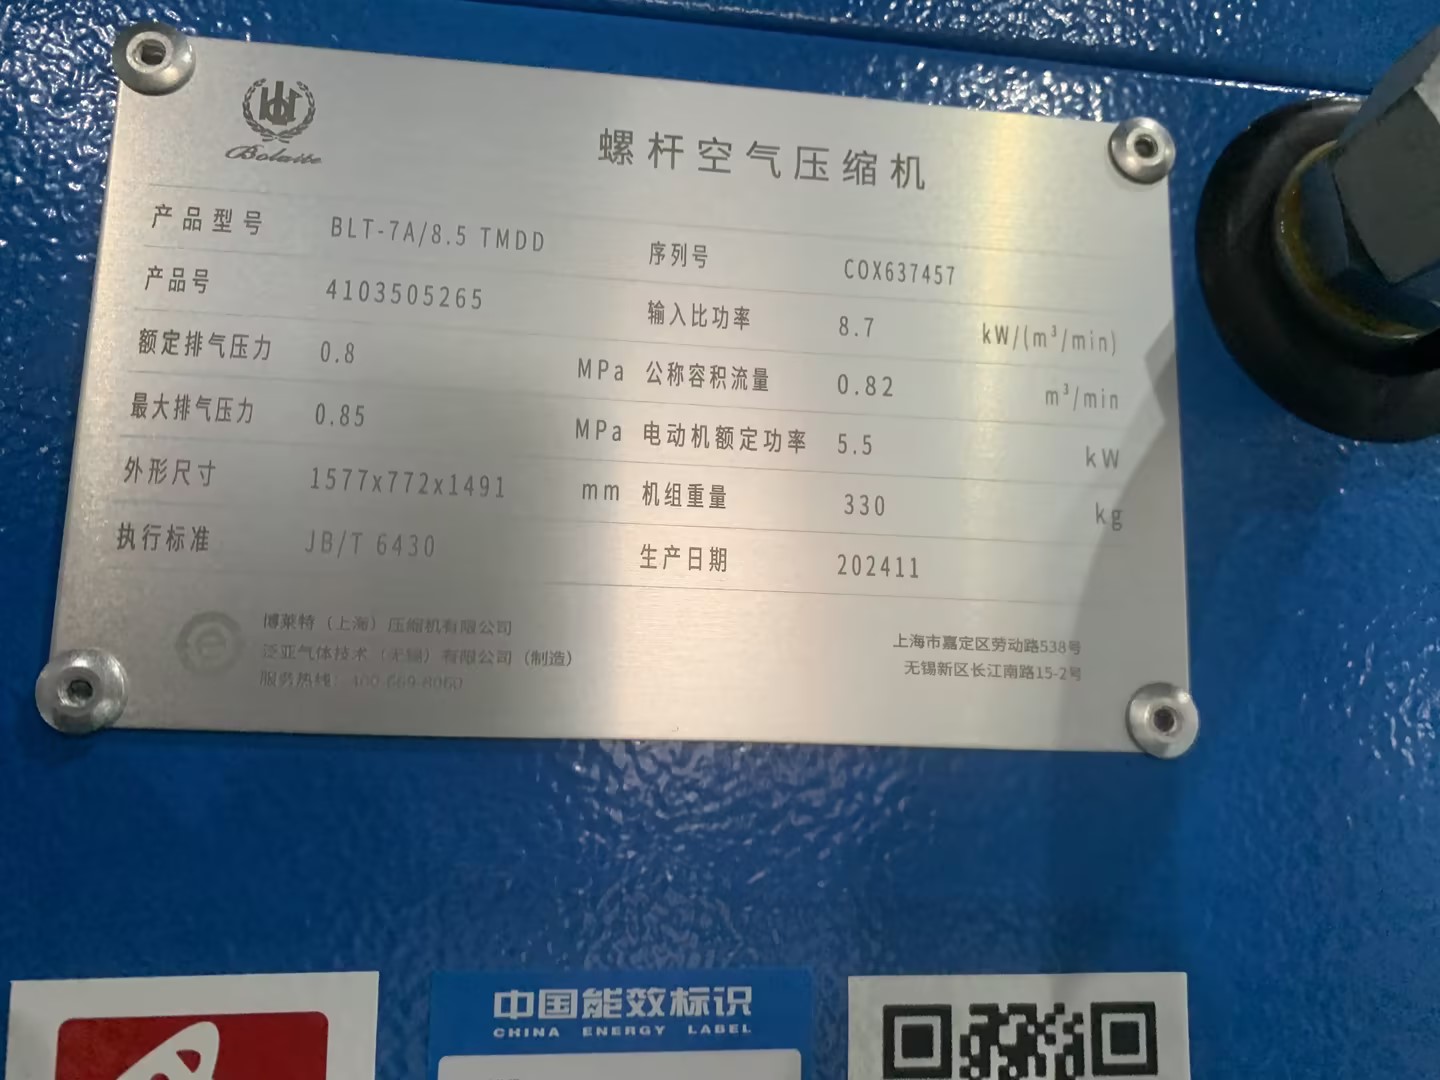 Bolaite
螺杆空气压缩机
产品型号 BLT-7A/8.5 TMDD 序列号 COX637457
产品号 4103505265 输入比功率 8.7 kW/(m³/min)
额定排气压力 0.8 MPa 公称容积流量 0.82 m³/min
最大排气压力 0.85 MPa 电动机额定功率 5.5 kW
外形尺寸 1577x772x1491 mm 机组重量 330 kg
执行标准 JB/T 6430 生产日期 202411
博莱特（上海）压缩机有限公司 上海市嘉定区劳动路538号
泛亚气体技术（无锡）有限公司（制造） 无锡新区长江南路15-2号
服务热线：400-669-6060
中国能效标识
CHINA ENERGY LABEL